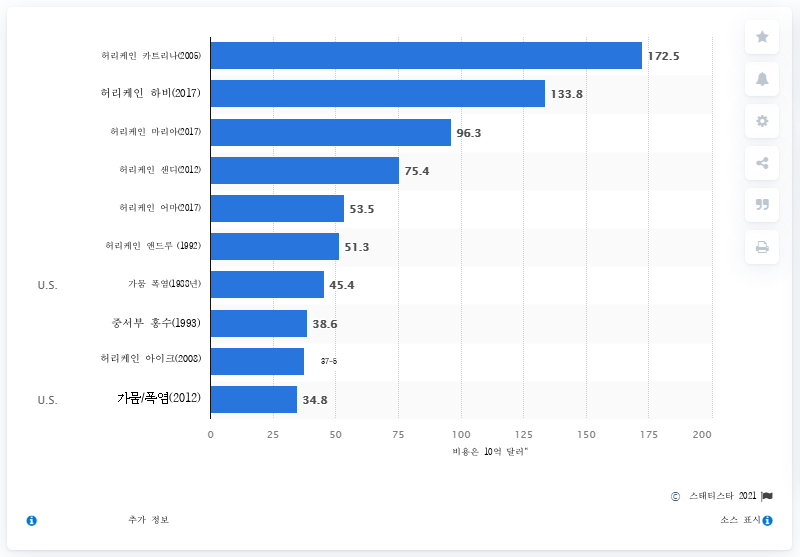 허리케인 카트리나(2005) 172.5
허리케인 하비(2017) 133.8
허리케인 마리아(2017) 96.3
허리케인 샌디(2012) 75.4
허리케인 어마(2017) 53.5
허리케인 앤드루 (1992) 51.3
U.S. 가뭄 폭염(1988년) 45.4
중서부 홍수(1993) 38.6
허리케인 아이크(2008) 37-6
U.S. 가뭄/폭염(2012) 34.8
0 25 50 75 100 125 150 175 200
비용은 10억 달러*
© 스태티스타 2021
추가 정보 소스 표시